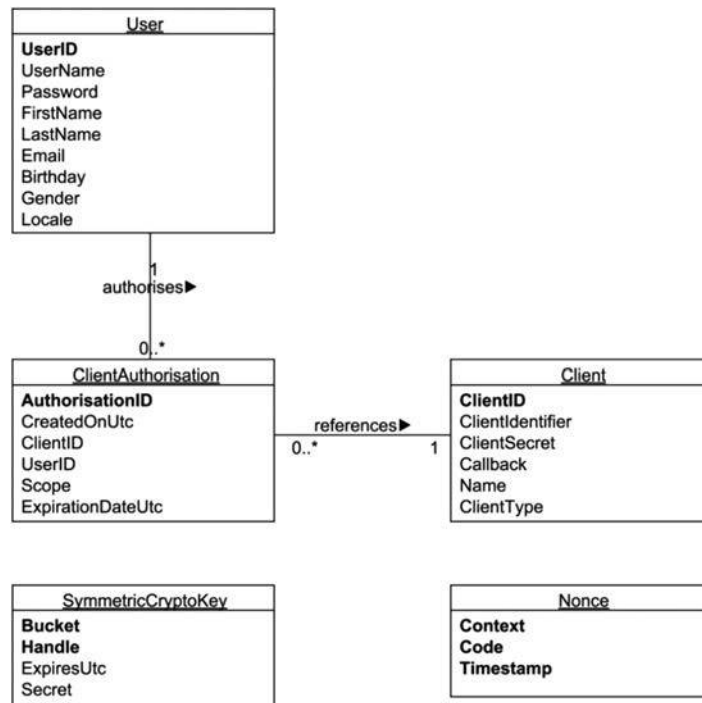 User
UserID
UserName
Password
FirstName
LastName
Email
Birthday
Gender
Locale
1
authorises▶
0..*
ClientAuthorisation
AuthorisationID
CreatedOnUtc
ClientID
UserID
Scope
ExpirationDateUtc
references▶
0..*
1
Client
ClientID
ClientIdentifier
ClientSecret
Callback
Name
ClientType
SymmetricCryptoKey
Bucket
Handle
ExpiresUtc
Secret
Nonce
Context
Code
Timestamp